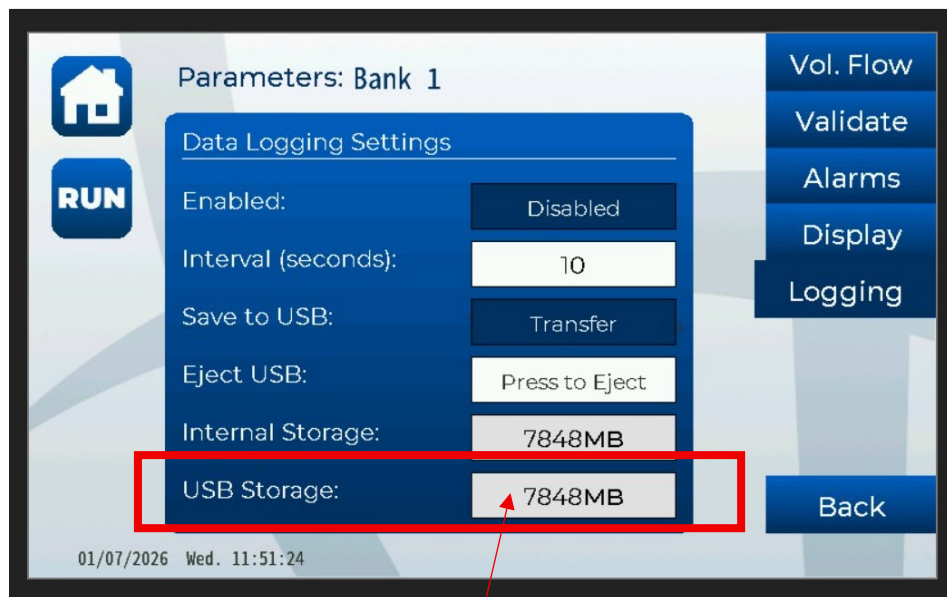 Parameters: Bank 1
Data Logging Settings
RUN
Enabled: Disabled
Interval (seconds): 10
Save to USB: Transfer
Eject USB: Press to Eject
Internal Storage: 7848MB
USB Storage: 7848MB
Vol. Flow
Validate
Alarms
Display
Logging
Back
01/07/2026 Wed. 11:51:24